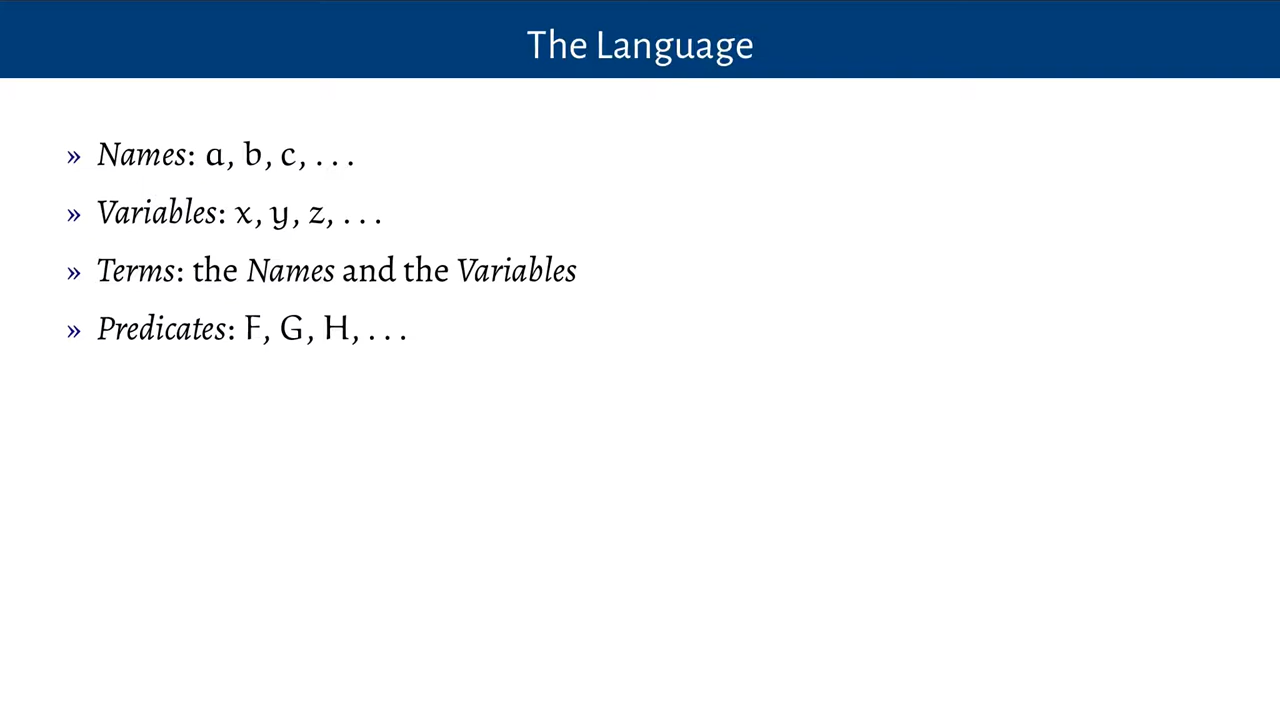 The Language
» Names: a, b, c, . . .
» Variables: x, y, z, . . .
» Terms: the Names and the Variables
» Predicates: F, G, H, . . .